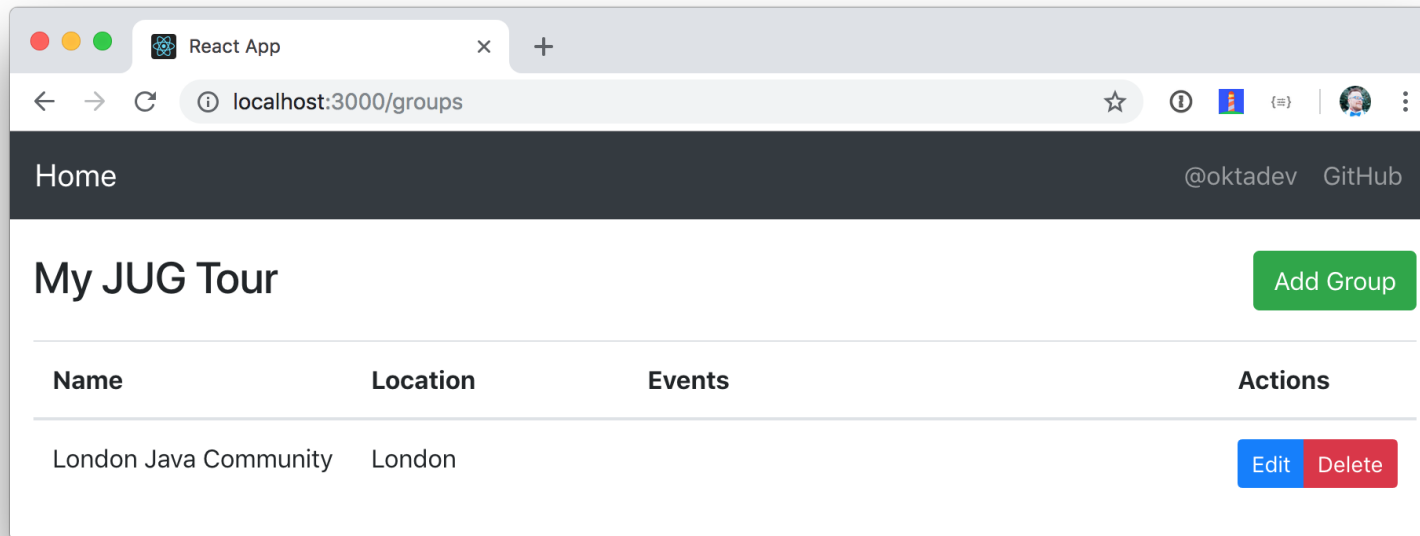 React App
localhost:3000/groups
Home @oktadev GitHub
My JUG Tour Add Group
Name Location Events Actions
London Java Community London Edit Delete